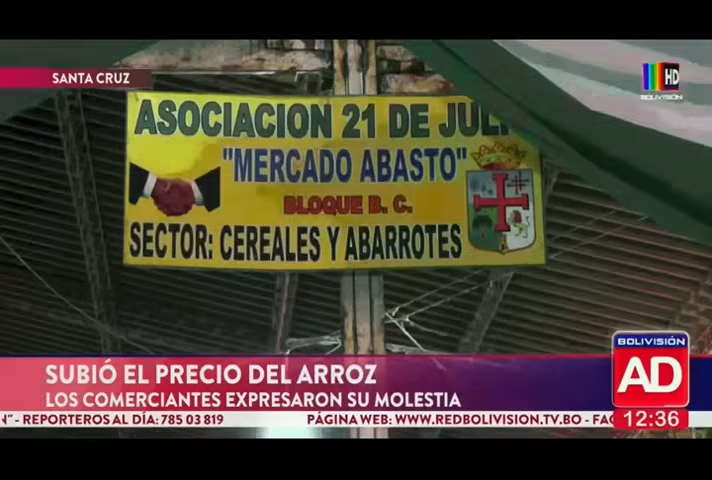 SANTA CRUZ
HD
BOLIVISIÓN
ASOCIACION 21 DE JUL
"MERCADO ABASTO"
BLOQUE B. C.
SECTOR: CEREALES Y ABARROTES
SUBIÓ EL PRECIO DEL ARROZ
LOS COMERCIANTES EXPRESARON SU MOLESTIA
BOLIVISIÓN
AD
12:36
N" - REPORTEROS AL DÍA: 785 03 819 PÁGINA WEB: WWW.REDBOLIVISION.TV.BO - FAC